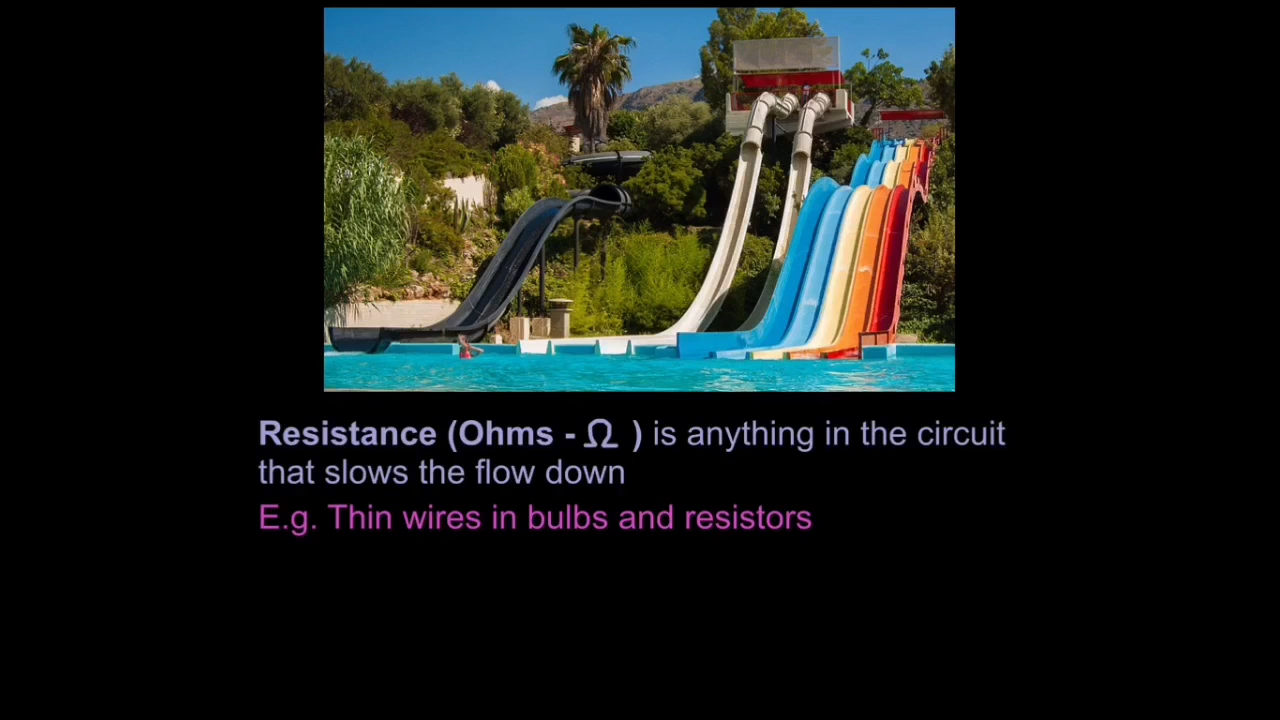 Resistance (Ohms - Ω ) is anything in the circuit
that slows the flow down
E.g. Thin wires in bulbs and resistors